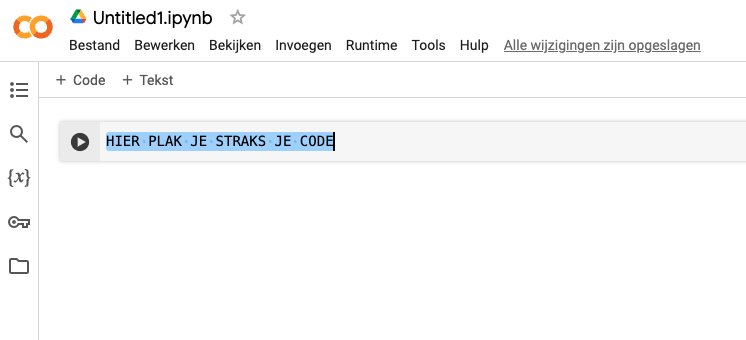 Untitled1.ipynb
Bestand Bewerken Bekijken Invoegen Runtime Tools Hulp Alle wijzigingen zijn opgeslagen
+ Code + Tekst
HIER PLAK JE STRAKS JE CODE
{x}